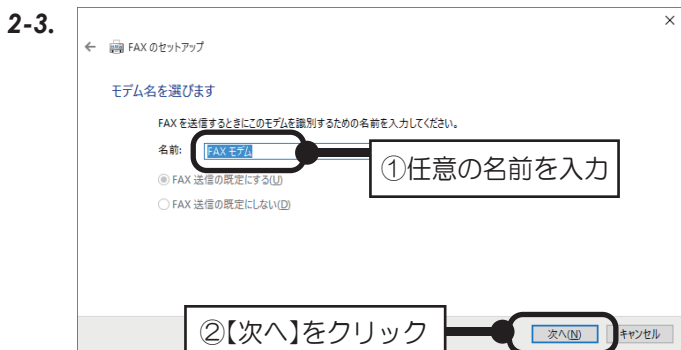 2-3.
FAX のセットアップ
モデム名を選びます
FAX を送信するときにこのモデムを識別するための名前を入力してください。
名前: FAX モデム
①任意の名前を入力
FAX 送信の既定にする(U)
FAX 送信の既定にしない(D)
②【次へ】をクリック
次へ(N) キャンセル